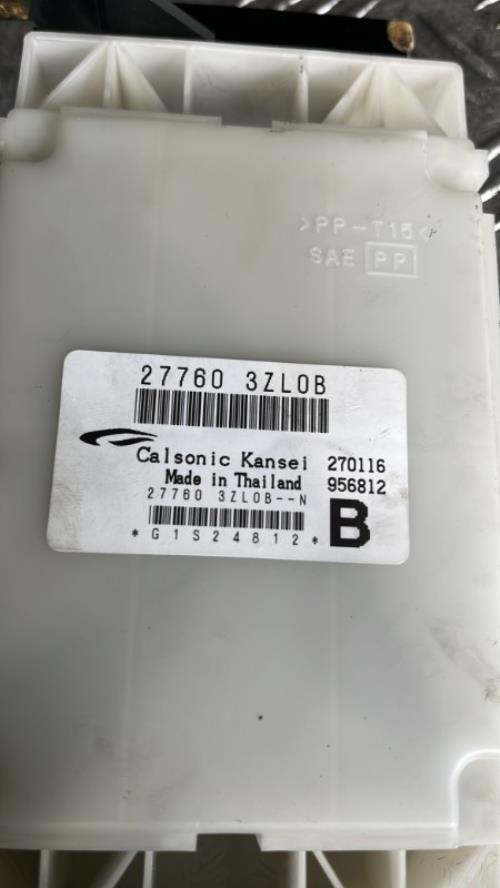 >PP-T15<
SAE PP
27760 3ZL0B
Calsonic Kansei 270116
Made in Thailand 956812
27760 3ZL0B--N
B
*G1S24812*